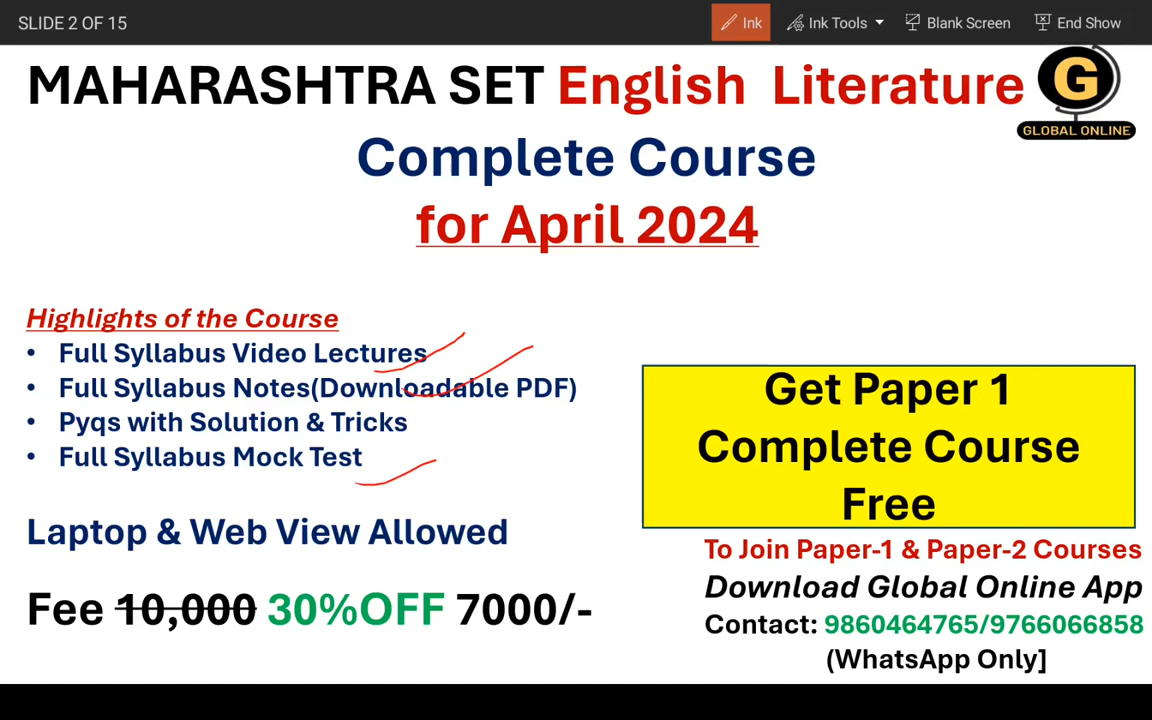 SLIDE 2 OF 15
Ink
Ink Tools
Blank Screen
End Show
MAHARASHTRA SET English Literature
G
GLOBAL ONLINE
Complete Course
for April 2024
Highlights of the Course
• Full Syllabus Video Lectures
• Full Syllabus Notes(Downloadable PDF)
• Pyqs with Solution & Tricks
• Full Syllabus Mock Test
Laptop & Web View Allowed
Fee 10,000 30%OFF 7000/-
Get Paper 1
Complete Course
Free
To Join Paper-1 & Paper-2 Courses
Download Global Online App
Contact: 9860464765/9766066858
(WhatsApp Only]